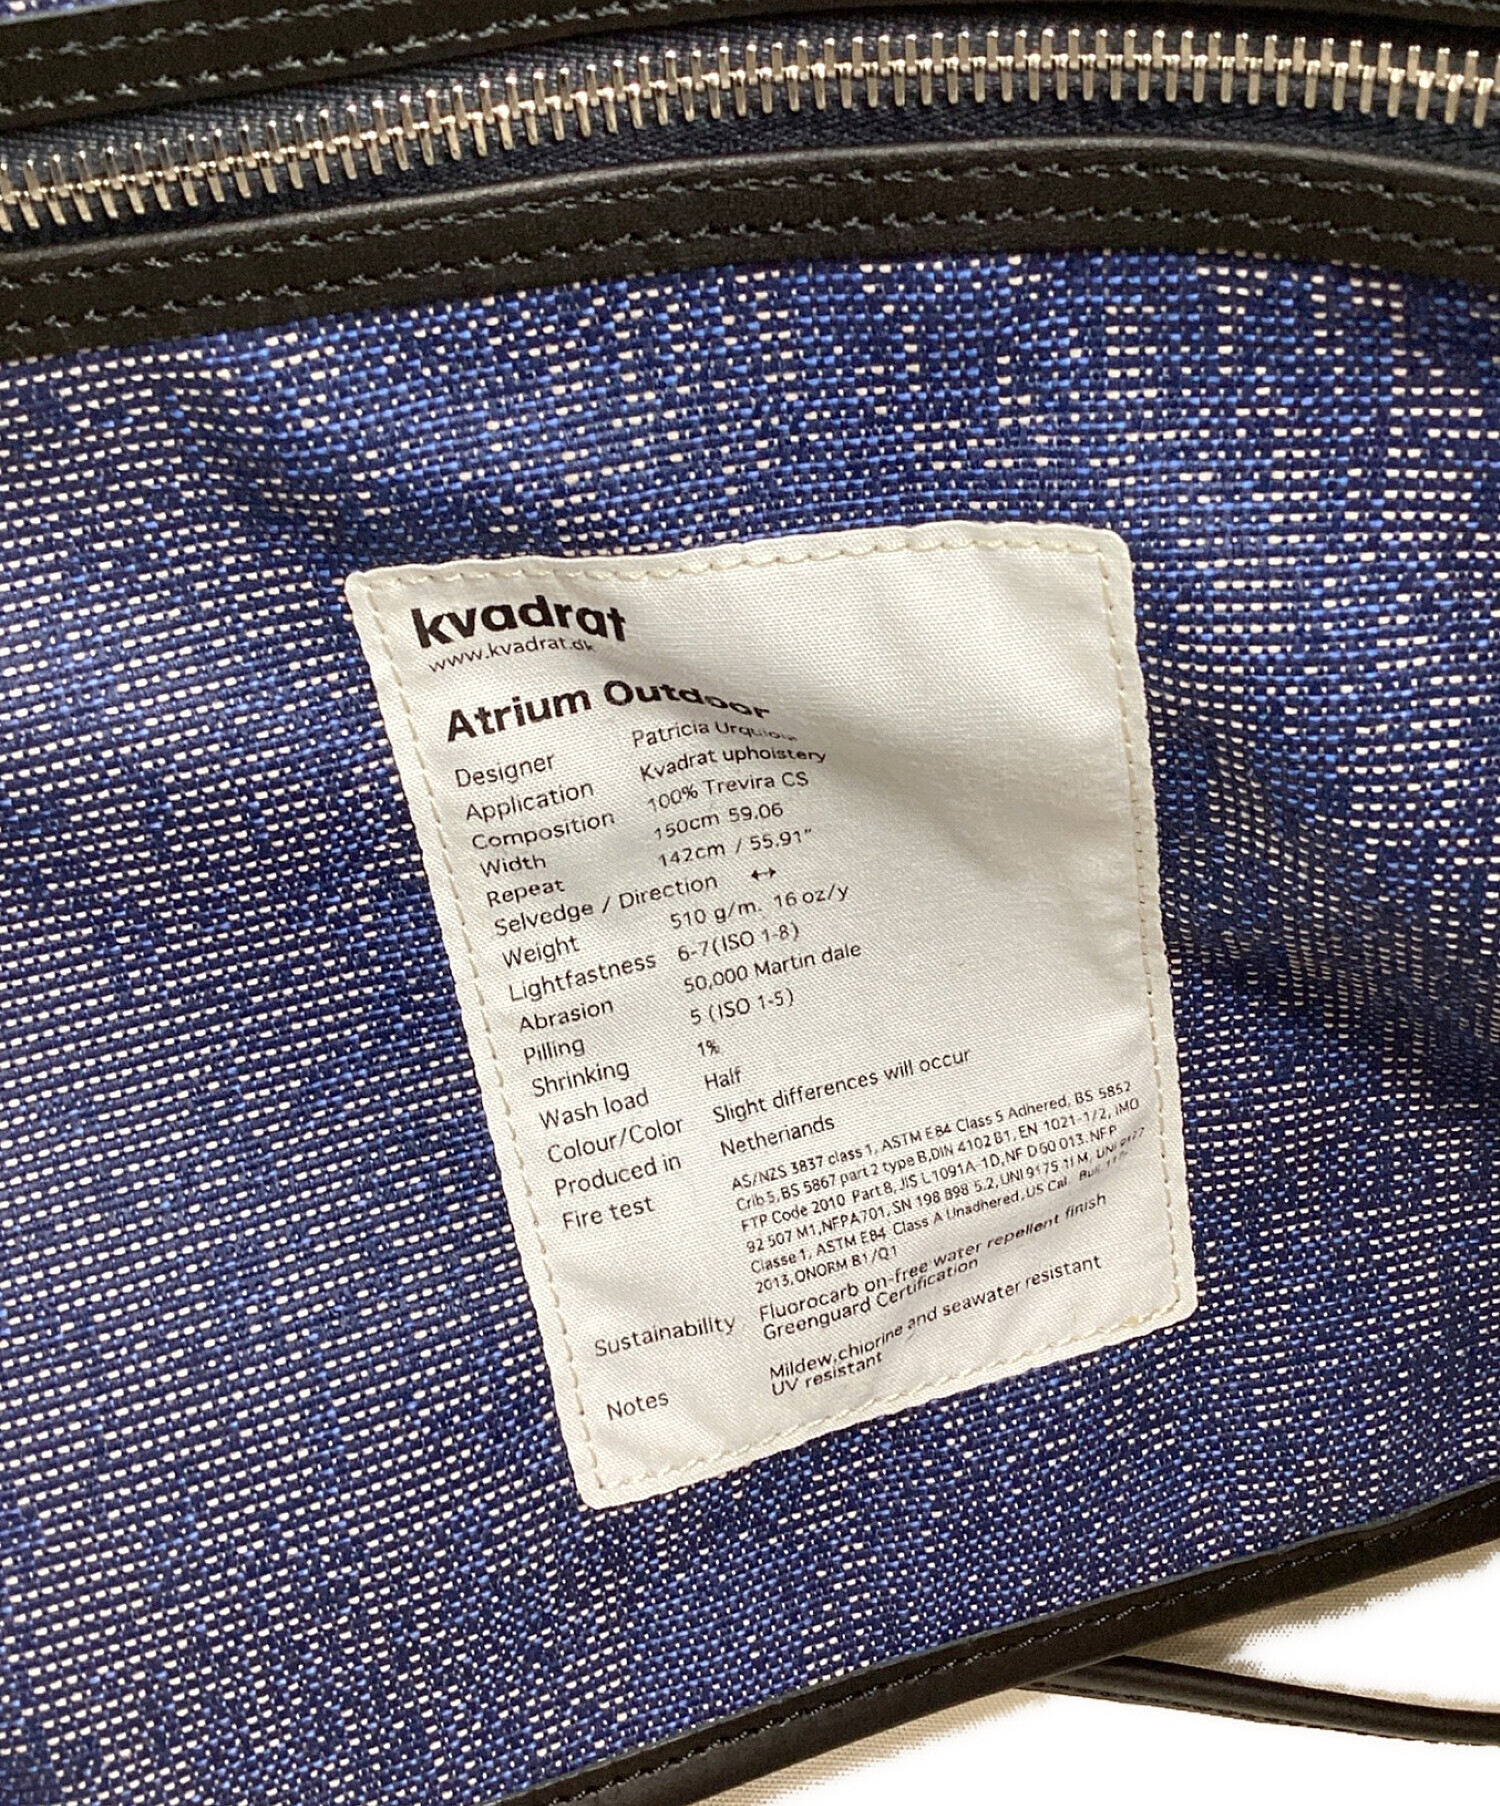 kvadrat
www.kvadrat.dk
Atrium Outdoor
Designer Patricia Urquiola
Application Kvadrat upholstery
Composition 100% Trevira CS
Width 150cm 59.06
Repeat 142cm / 55.91"
Selvedge / Direction ↔
Weight 510 g/m. 16 oz/y
Lightfastness 6-7(ISO 1-8)
Abrasion 50,000 Martin dale
Pilling 5 (ISO 1-5)
Shrinking 1%
Wash load Half
Colour/Color Slight differences will occur
Produced in Netherlands
Fire test AS/NZS 3837 class 1, ASTM E84 Class 5 Adhered, BS 5852
Crib 5, BS 5867 part 2 type B,DIN 4102 B1, EN 1021-1/2, IMO
FTP Code 2010 Part 8, JIS L 1091A-1D,NF D 60 013.NFP
92 507 M1,NFPA701, SN 198 898 5.2,UNI 9175 1I M, UNI 9177
Classe 1, ASTM E84 Class A Unadhered,US Cal.
2013,ONORM B1/Q1
Sustainability Fluorocarb on-free water repellent finish
Greenguard Certification
Notes Mildew,chlorine and seawater resistant
UV resistant